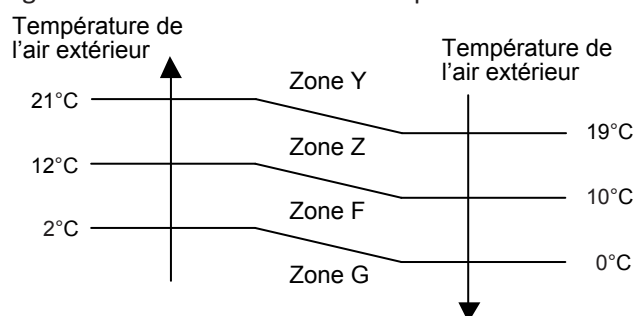 Température de
l'air extérieur
Température de
l'air extérieur
Zone Y
21°C
19°C
Zone Z
12°C
10°C
Zone F
2°C
0°C
Zone G